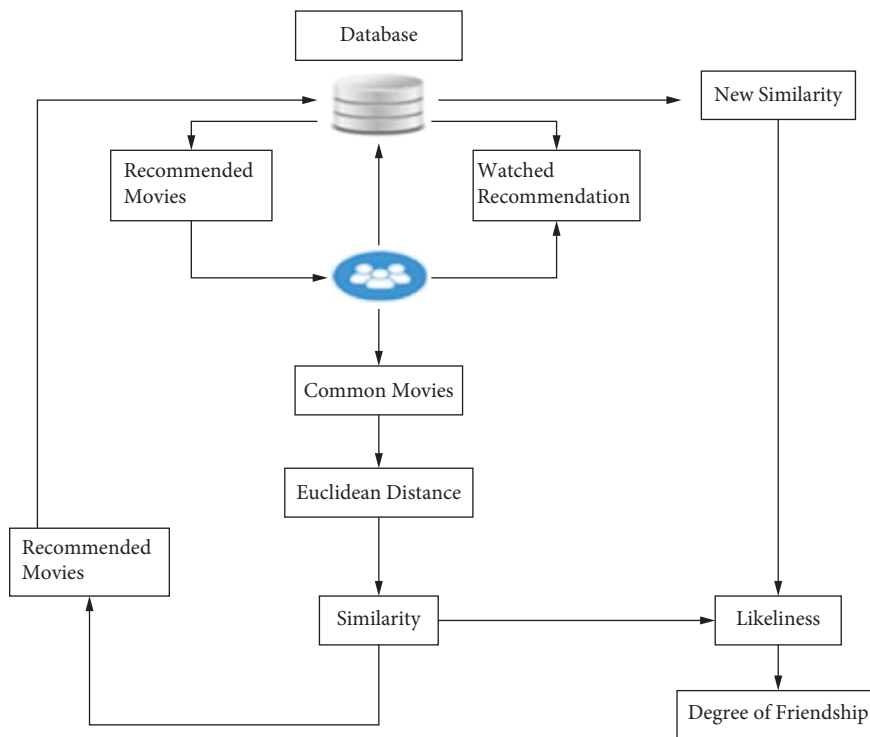 Database
New Similarity
Recommended
Movies
Watched
Recommendation
Common Movies
Euclidean Distance
Recommended
Movies
Similarity
Likeliness
Degree of Friendship